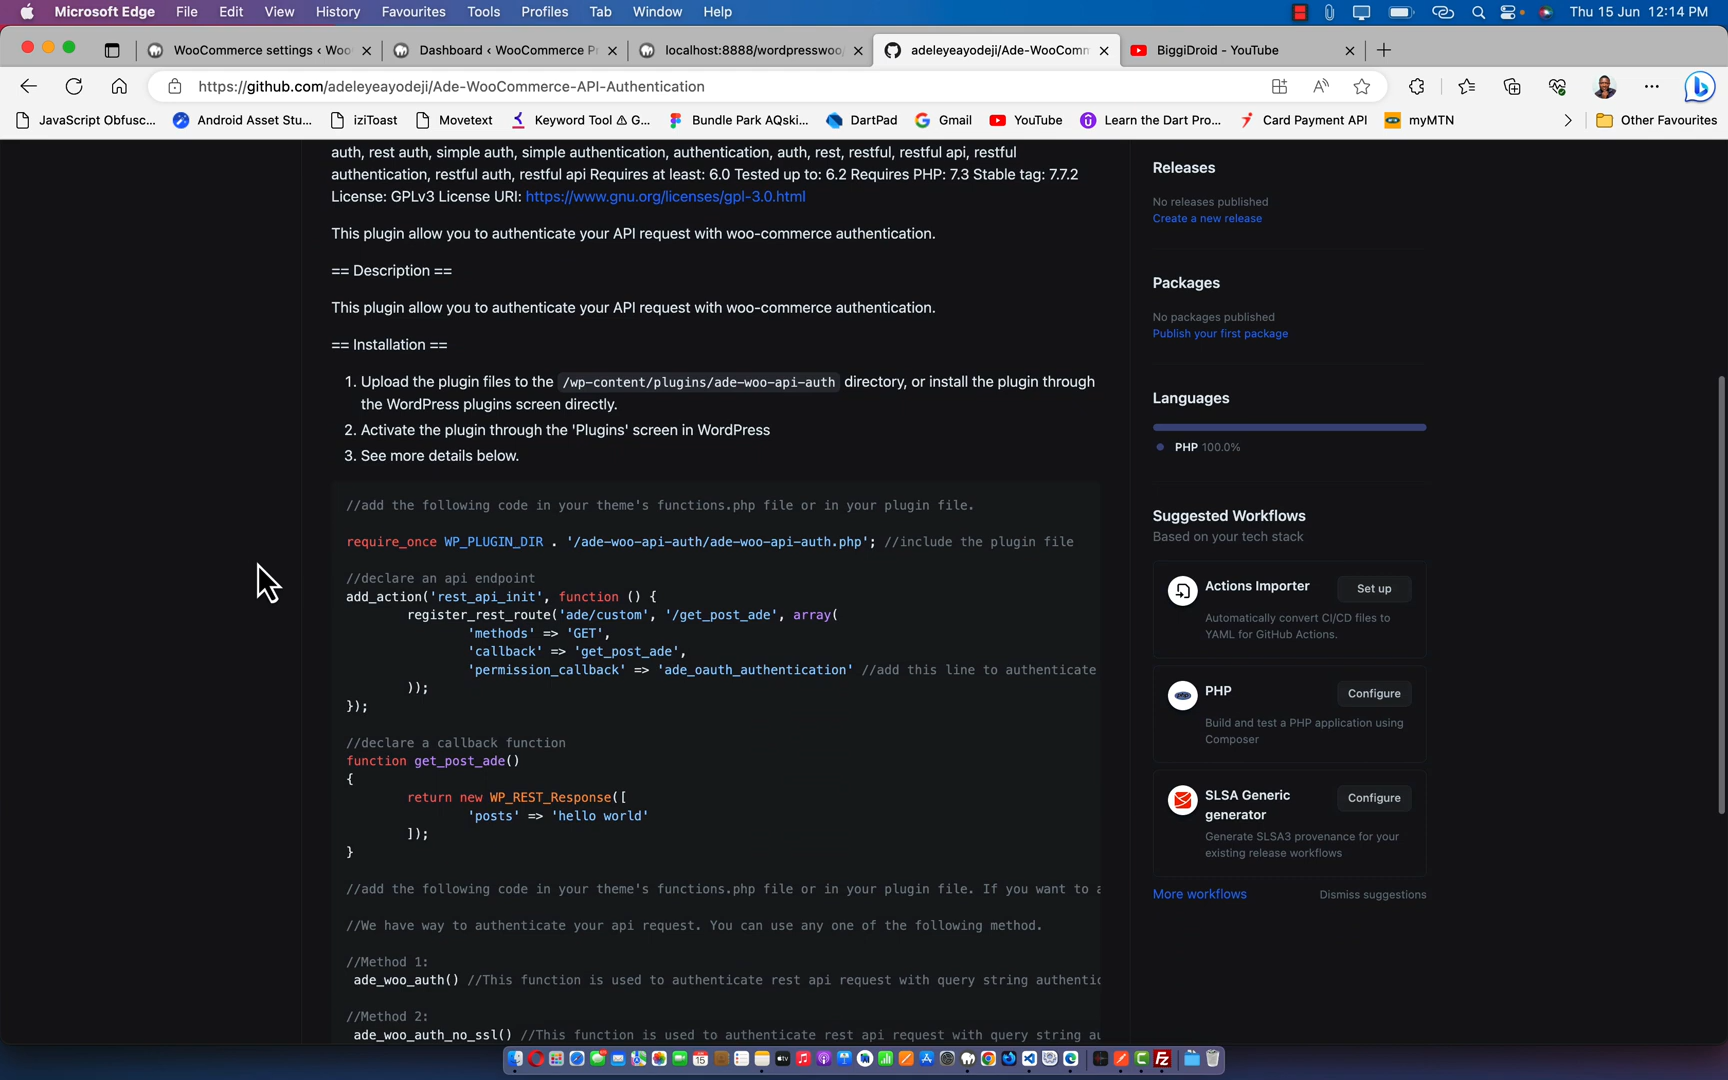 Microsoft Edge File Edit View History Favourites Tools Profiles Tab Window Help Thu 15 Jun 12:14 PM
WooCommerce settings ‹ Woo Dashboard ‹ WooCommerce P localhost:8888/wordpresswoo adeleyeayodeji/Ade-WooComm BiggiDroid - YouTube
https://github.com/adeleyeayodeji/Ade-WooCommerce-API-Authentication
JavaScript Obfusc... Android Asset Stu... iziToast Movetext Keyword Tool ⚠ G... Bundle Park AQski... DartPad Gmail YouTube Learn the Dart Pro... Card Payment API myMTN Other Favourites
auth, rest auth, simple auth, simple authentication, authentication, auth, rest, restful, restful api, restful
authentication, restful auth, restful api Requires at least: 6.0 Tested up to: 6.2 Requires PHP: 7.3 Stable tag: 7.7.2
License: GPLv3 License URI: https://www.gnu.org/licenses/gpl-3.0.html
This plugin allow you to authenticate your API request with woo-commerce authentication.
== Description ==
This plugin allow you to authenticate your API request with woo-commerce authentication.
== Installation ==
1. Upload the plugin files to the /wp-content/plugins/ade-woo-api-auth directory, or install the plugin through
the WordPress plugins screen directly.
2. Activate the plugin through the 'Plugins' screen in WordPress
3. See more details below.
//add the following code in your theme's functions.php file or in your plugin file.
require_once WP_PLUGIN_DIR . '/ade-woo-api-auth/ade-woo-api-auth.php'; //include the plugin file
//declare an api endpoint
add_action('rest_api_init', function () {
register_rest_route('ade/custom', '/get_post_ade', array(
'methods' => 'GET',
'callback' => 'get_post_ade',
'permission_callback' => 'ade_oauth_authentication' //add this line to authenticate
));
});
//declare a callback function
function get_post_ade()
{
return new WP_REST_Response([
'posts' => 'hello world'
]);
}
//add the following code in your theme's functions.php file or in your plugin file. If you want to a
//We have way to authenticate your api request. You can use any one of the following method.
//Method 1:
ade_woo_auth() //This function is used to authenticate rest api request with query string authentic
//Method 2:
ade_woo_auth_no_ssl() //This function is used to authenticate rest api request with query string au
Releases
No releases published
Create a new release
Packages
No packages published
Publish your first package
Languages
PHP 100.0%
Suggested Workflows
Based on your tech stack
Actions Importer Set up
Automatically convert CI/CD files to
YAML for GitHub Actions.
PHP Configure
Build and test a PHP application using
Composer
SLSA Generic
generator Configure
Generate SLSA3 provenance for your
existing release workflows
More workflows Dismiss suggestions